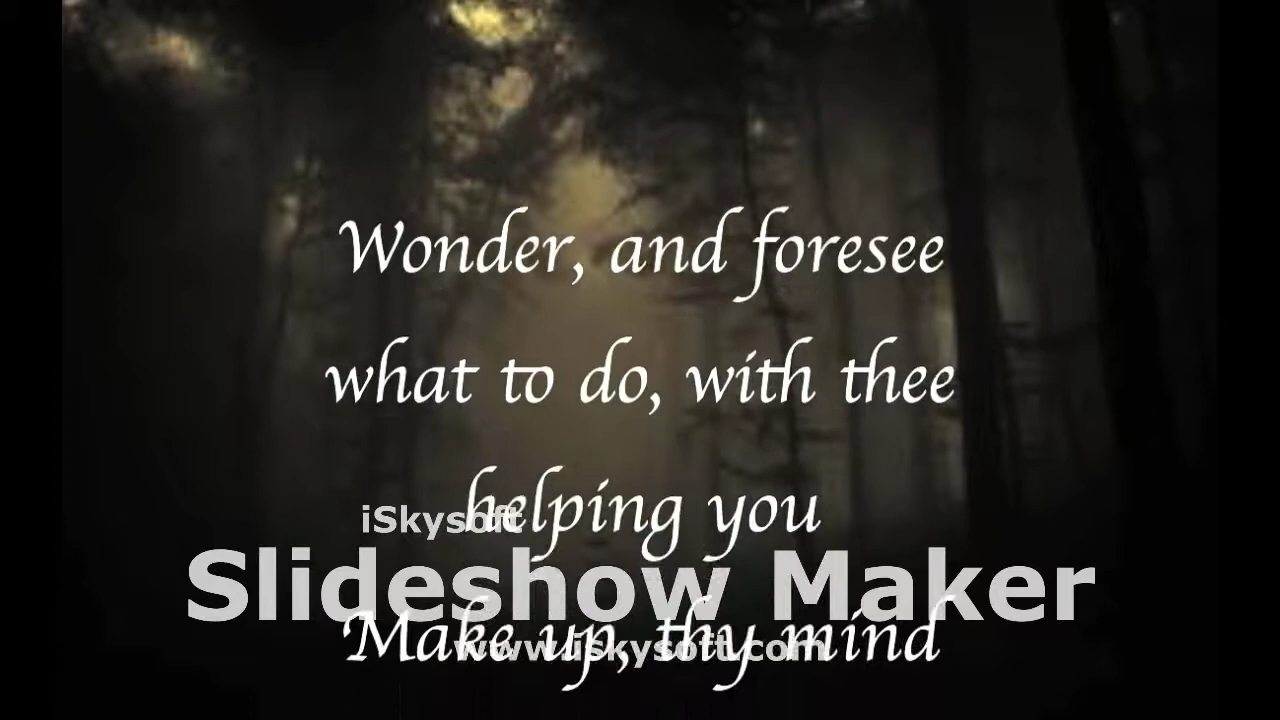 Wonder, and foresee
what to do, with thee
helping you
iSkysoft
Slideshow Maker
Make up, thy mind
www.iskysoft.com